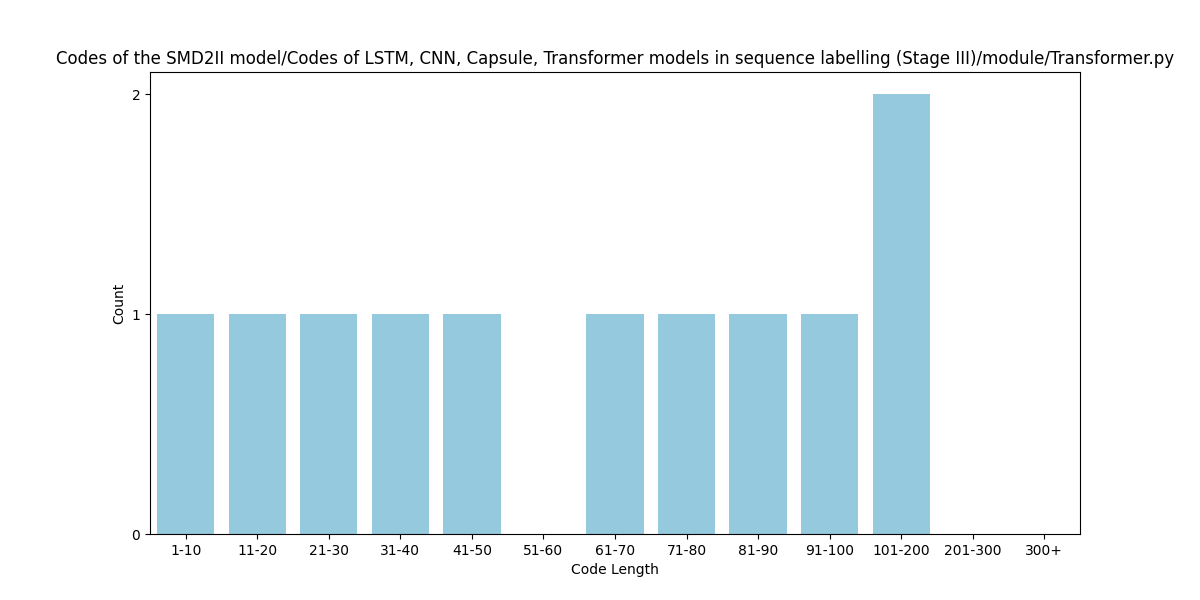 Codes of the SMD2II model/Codes of LSTM, CNN, Capsule, Transformer models in sequence labelling (Stage III)/module/Transformer.py
2
1
0
Count
1-10 11-20 21-30 31-40 41-50 51-60 61-70 71-80 81-90 91-100 101-200 201-300 300+
Code Length